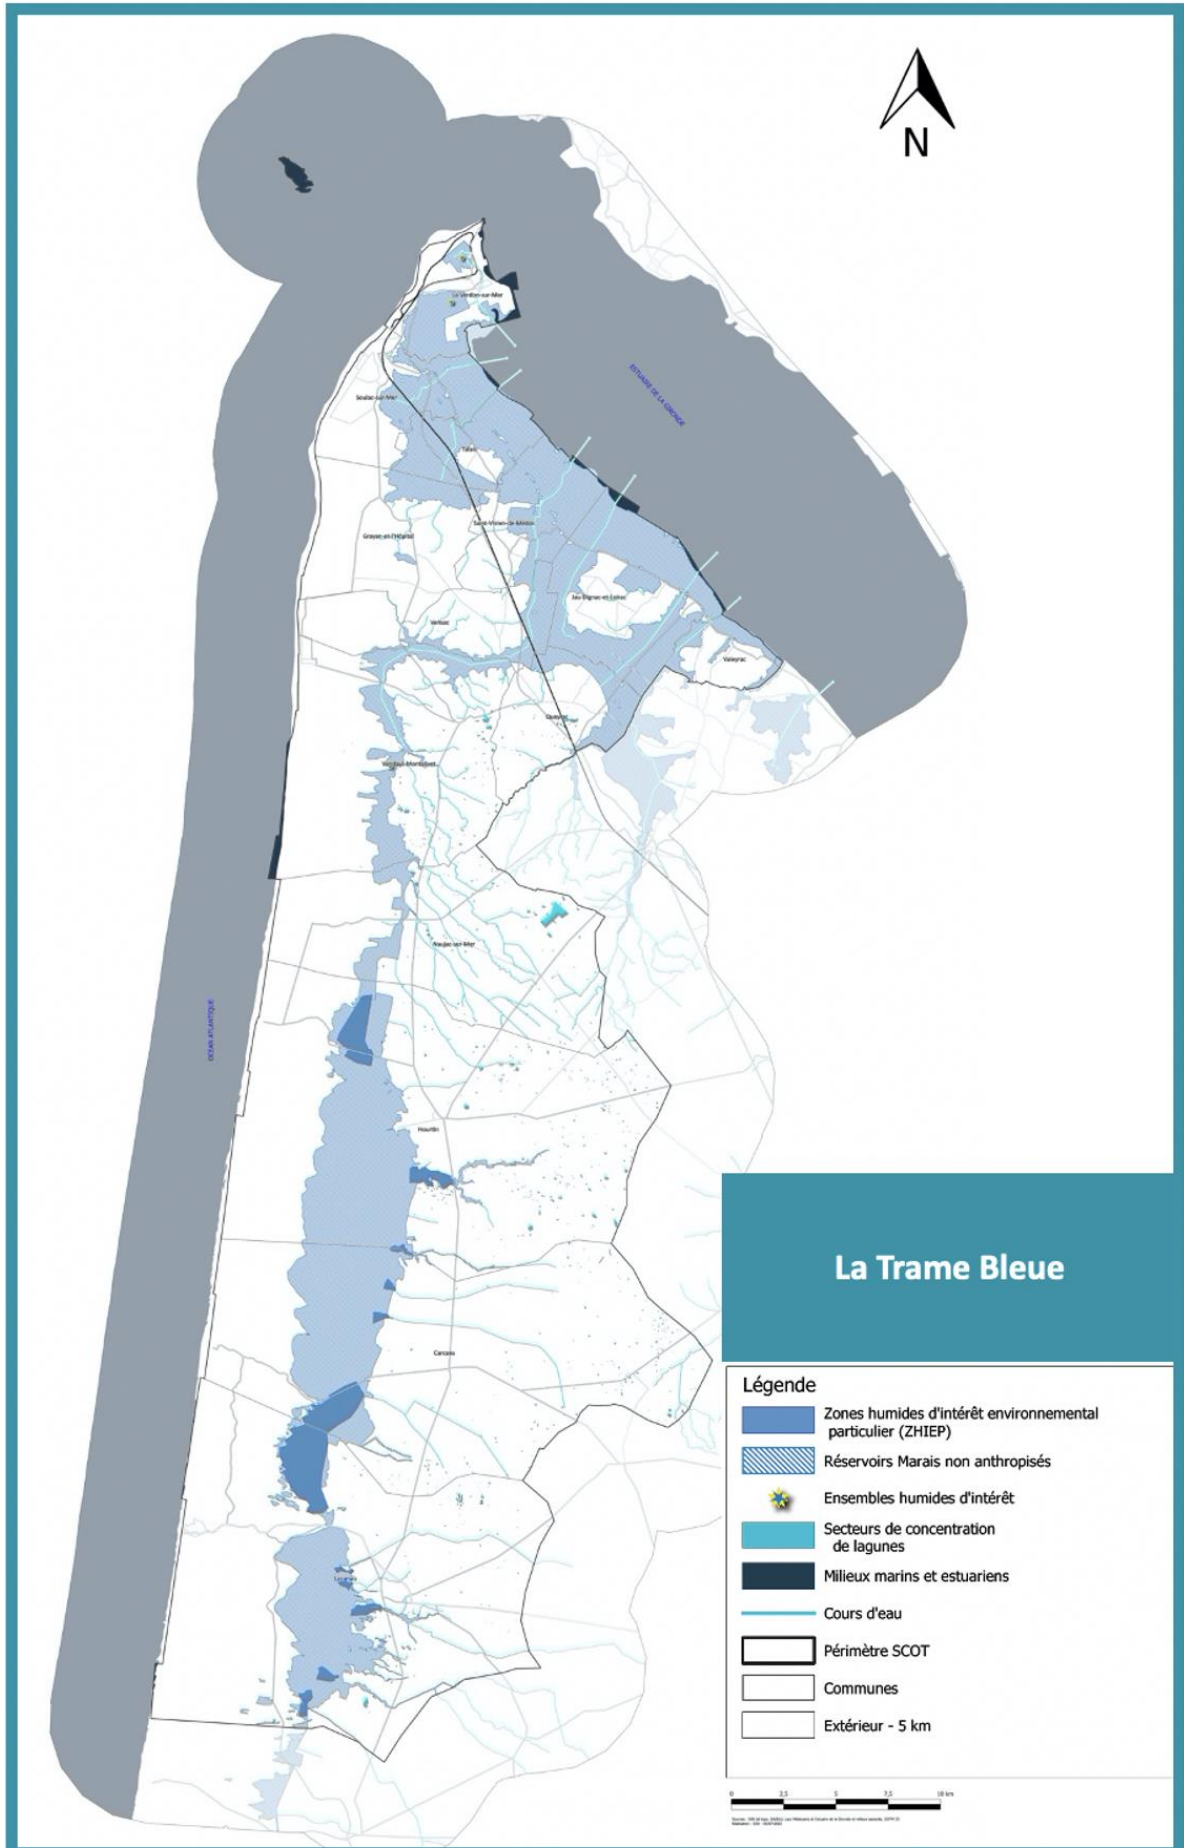 N
Le Verdon-sur-Mer
ESTUAIRE DE LA GIRONDE
Soulac-sur-Mer
Talais
Saint-Vivien-de-Médoc
Grayan-et-l'Hôpital
Jau-Dignac-et-Loirac
Vensac
Valeyrac
Queyrac
Vendays-Montalivet
Naujac-sur-Mer
OCEAN ATLANTIQUE
Hourtin
Carcans
Lacanau
La Trame Bleue
Légende
Zones humides d'intérêt environnemental
particulier (ZHIEP)
Réservoirs Marais non anthropisés
Ensembles humides d'intérêt
Secteurs de concentration
de lagunes
Milieux marins et estuariens
Cours d'eau
Périmètre SCOT
Communes
Extérieur - 5 km
0 2,5 5 7,5 10 km